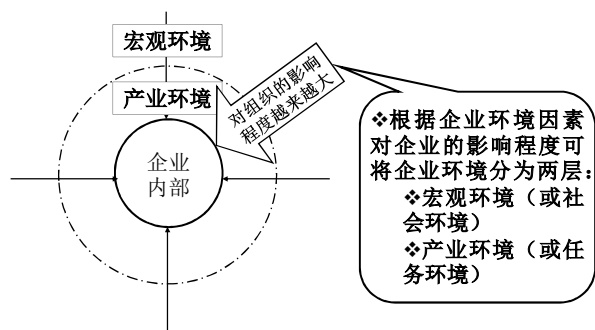 宏观环境
产业环境
企业
内部
对组织的影响
程度越来越大
❖根据企业环境因素
对企业的影响程度可
将企业环境分为两层：
❖宏观环境（或社
会环境）
❖产业环境（或任
务环境）